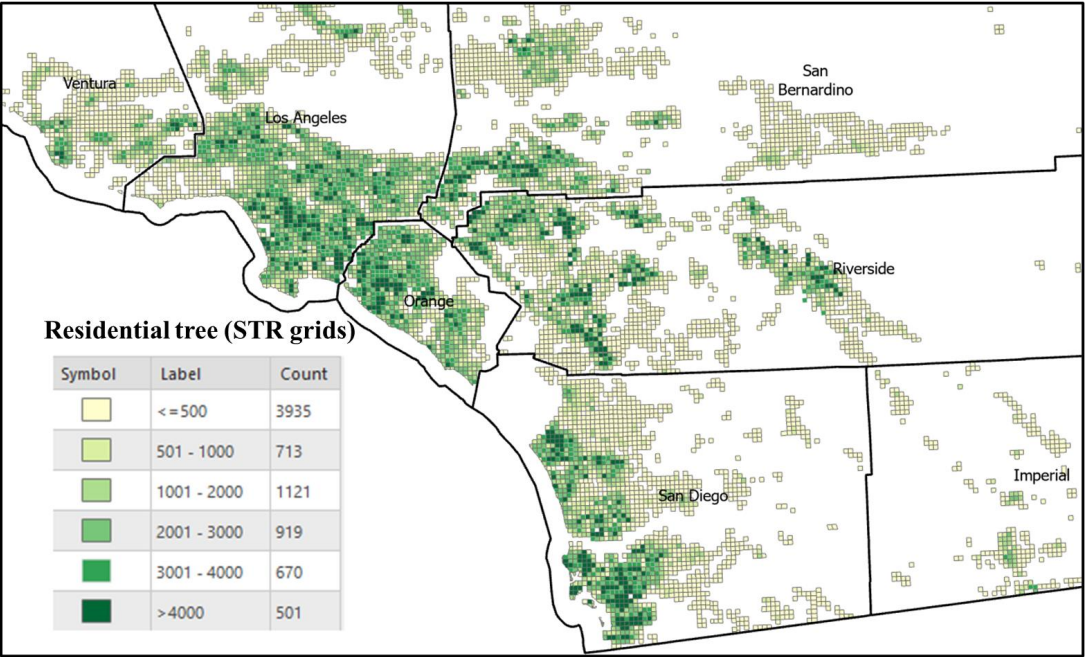 San
Bernardino
Ventura
Los Angeles
Riverside
Orange
Residential tree (STR grids)
Symbol Label Count
<=500 3935
501 - 1000 713
1001 - 2000 1121
2001 - 3000 919
3001 - 4000 670
>4000 501
Imperial
San Diego